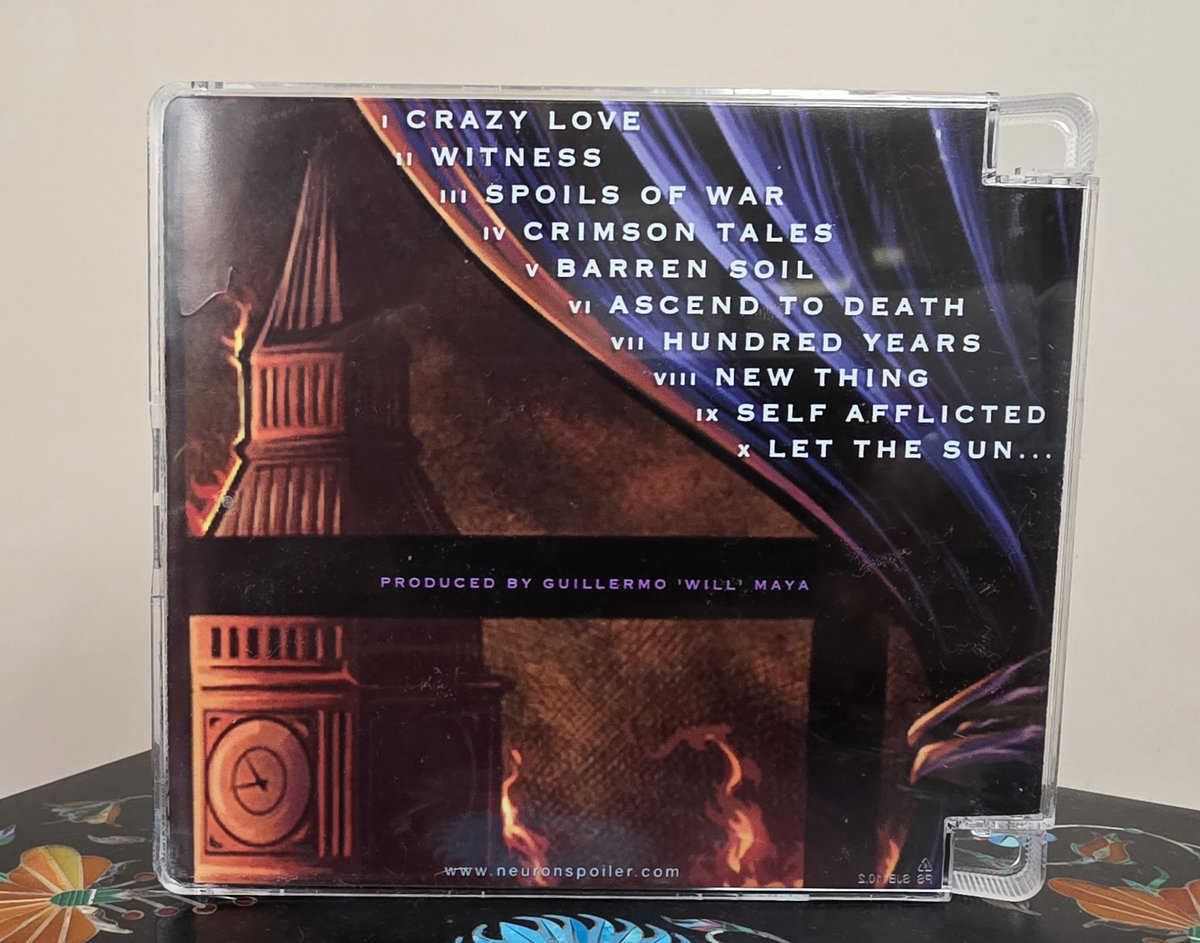 I CRAZY LOVE
II WITNESS
III SPOILS OF WAR
IV CRIMSON TALES
V BARREN SOIL
VI ASCEND TO DEATH
VII HUNDRED YEARS
VIII NEW THING
IX SELF AFFLICTED
X LET THE SUN...
PRODUCED BY GUILLERMO 'WILL' MAYA
www.neuronspoiler.com